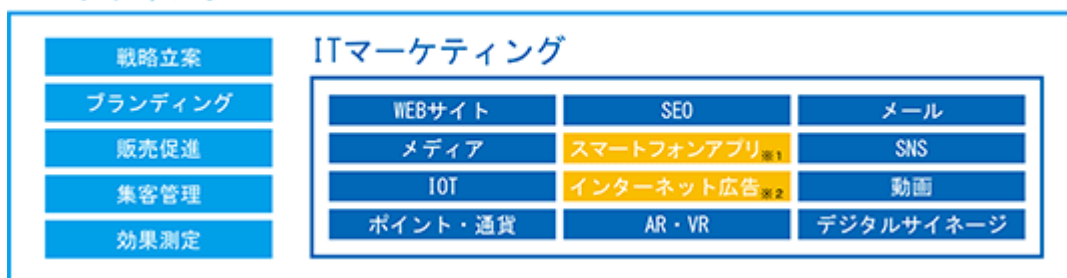 戦略立案
ブランディング
販売促進
集客管理
効果測定
ITマーケティング
WEBサイト
SEO
メール
メディア
スマートフォンアプリ※1
SNS
IOT
インターネット広告※2
動画
ポイント・通貨
AR・VR
デジタルサイネージ